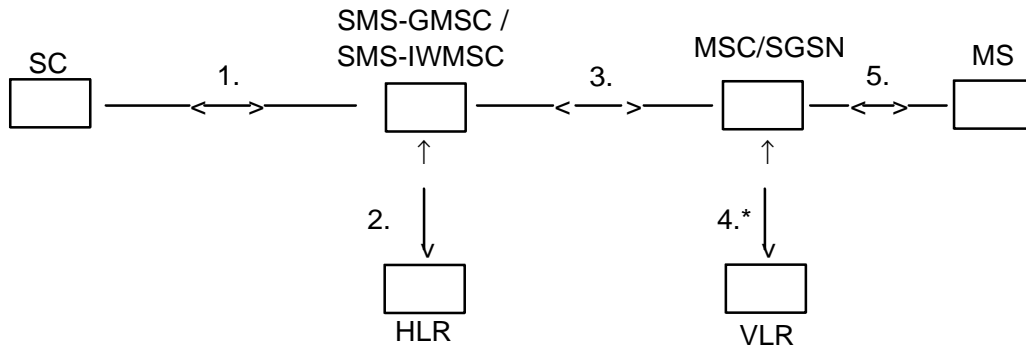 SMS-GMSC /
SMS-IWMSC
MSC/SGSN
SC
MS
1.
3.
5.
2.
4.*
HLR
VLR